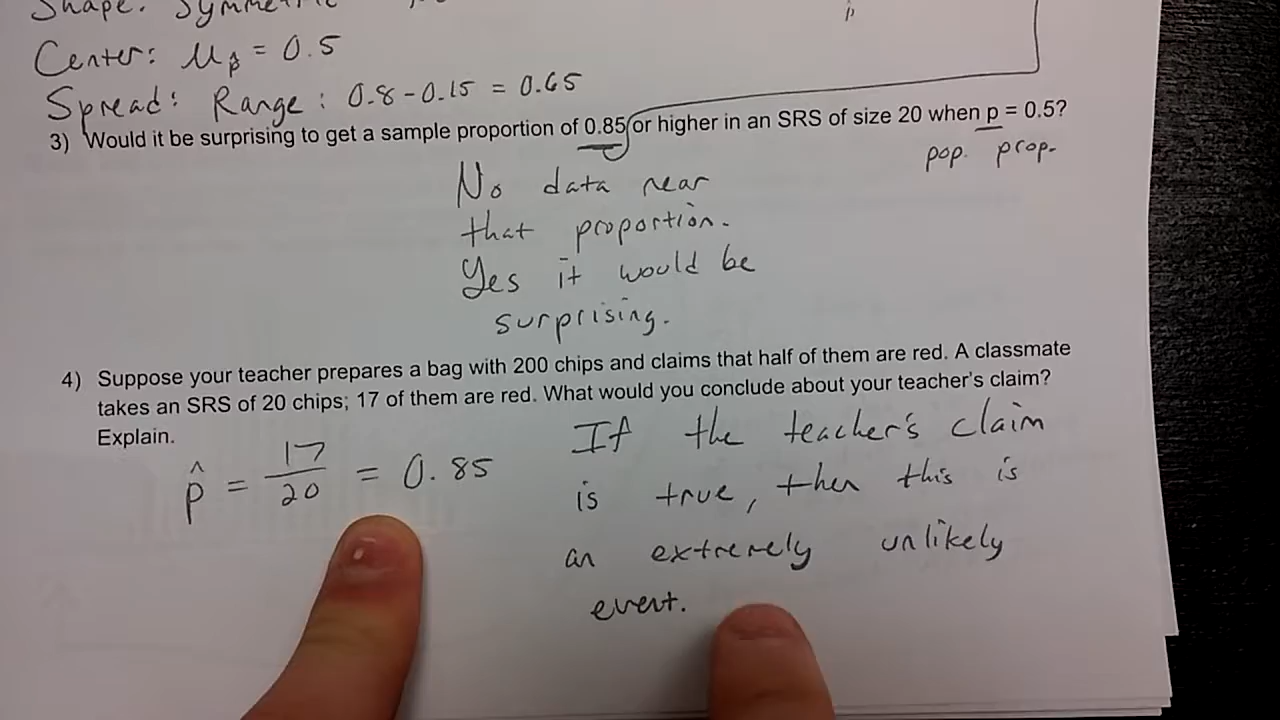 Shape: Symmetric
p̂
Center: μp̂ = 0.5
Spread: Range: 0.8 - 0.15 = 0.65
3) Would it be surprising to get a sample proportion of 0.85 or higher in an SRS of size 20 when p = 0.5?
pop. prop.
No data near
that proportion.
Yes it would be
surprising.
4) Suppose your teacher prepares a bag with 200 chips and claims that half of them are red. A classmate
takes an SRS of 20 chips; 17 of them are red. What would you conclude about your teacher's claim?
Explain.
p̂ = 17/20 = 0.85
If the teacher's claim
is true, then this is
an extremely unlikely
event.